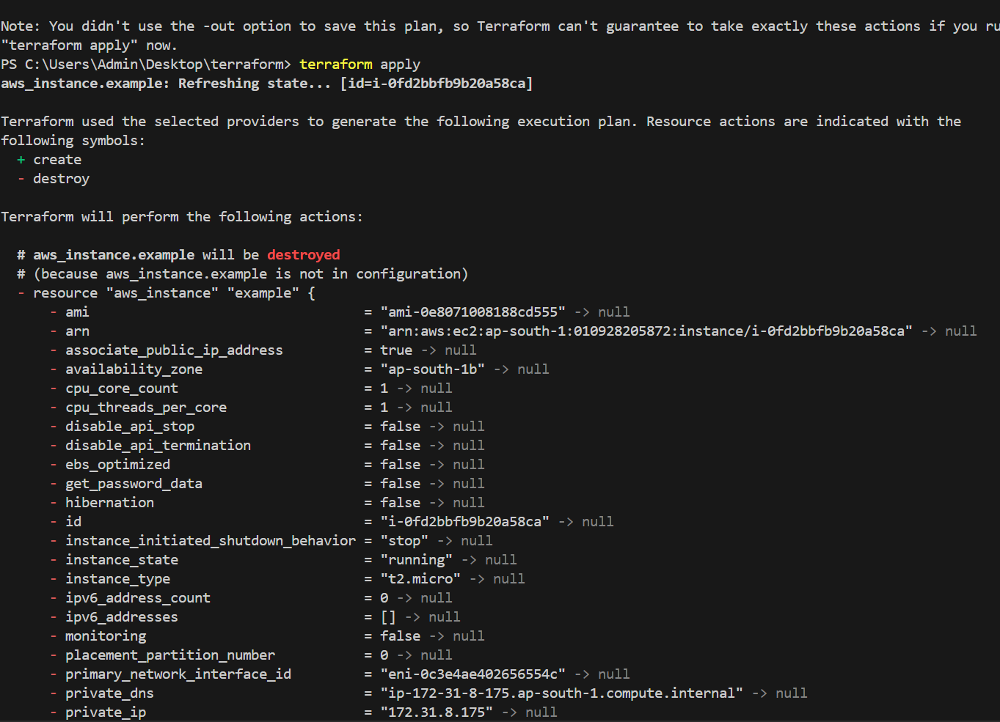 Note: You didn't use the -out option to save this plan, so Terraform can't guarantee to take exactly these actions if you ru
"terraform apply" now.
PS C:\Users\Admin\Desktop\terraform> terraform apply
aws_instance.example: Refreshing state... [id=i-0fd2bbfb9b20a58ca]
Terraform used the selected providers to generate the following execution plan. Resource actions are indicated with the
following symbols:
+ create
- destroy
Terraform will perform the following actions:
# aws_instance.example will be destroyed
# (because aws_instance.example is not in configuration)
- resource "aws_instance" "example" {
- ami = "ami-0e8071008188cd555" -> null
- arn = "arn:aws:ec2:ap-south-1:010928205872:instance/i-0fd2bbfb9b20a58ca" -> null
- associate_public_ip_address = true -> null
- availability_zone = "ap-south-1b" -> null
- cpu_core_count = 1 -> null
- cpu_threads_per_core = 1 -> null
- disable_api_stop = false -> null
- disable_api_termination = false -> null
- ebs_optimized = false -> null
- get_password_data = false -> null
- hibernation = false -> null
- id = "i-0fd2bbfb9b20a58ca" -> null
- instance_initiated_shutdown_behavior = "stop" -> null
- instance_state = "running" -> null
- instance_type = "t2.micro" -> null
- ipv6_address_count = 0 -> null
- ipv6_addresses = [] -> null
- monitoring = false -> null
- placement_partition_number = 0 -> null
- primary_network_interface_id = "eni-0c3e4ae402656554c" -> null
- private_dns = "ip-172-31-8-175.ap-south-1.compute.internal" -> null
- private_ip = "172.31.8.175" -> null